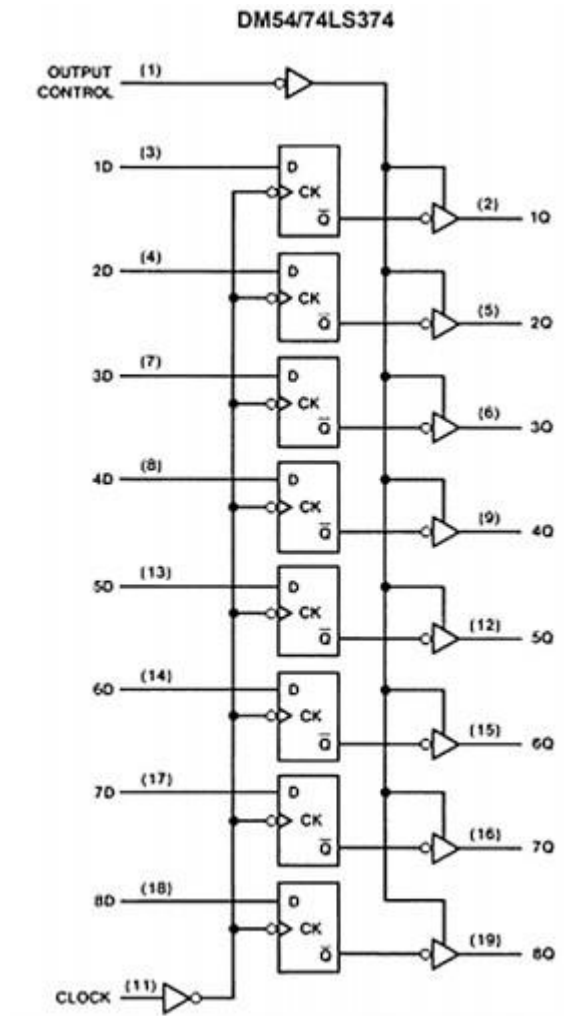 DM54/74LS374
OUTPUT CONTROL (1)
1D (3) D
CK
Q̅ (2) 1Q
2D (4) D
CK
Q̅ (5) 2Q
3D (7) D
CK
Q̅ (6) 3Q
4D (8) D
CK
Q̅ (9) 4Q
5D (13) D
CK
Q̅ (12) 5Q
6D (14) D
CK
Q̅ (15) 6Q
7D (17) D
CK
Q̅ (16) 7Q
8D (18) D
CK
Q̅ (19) 8Q
CLOCK (11)